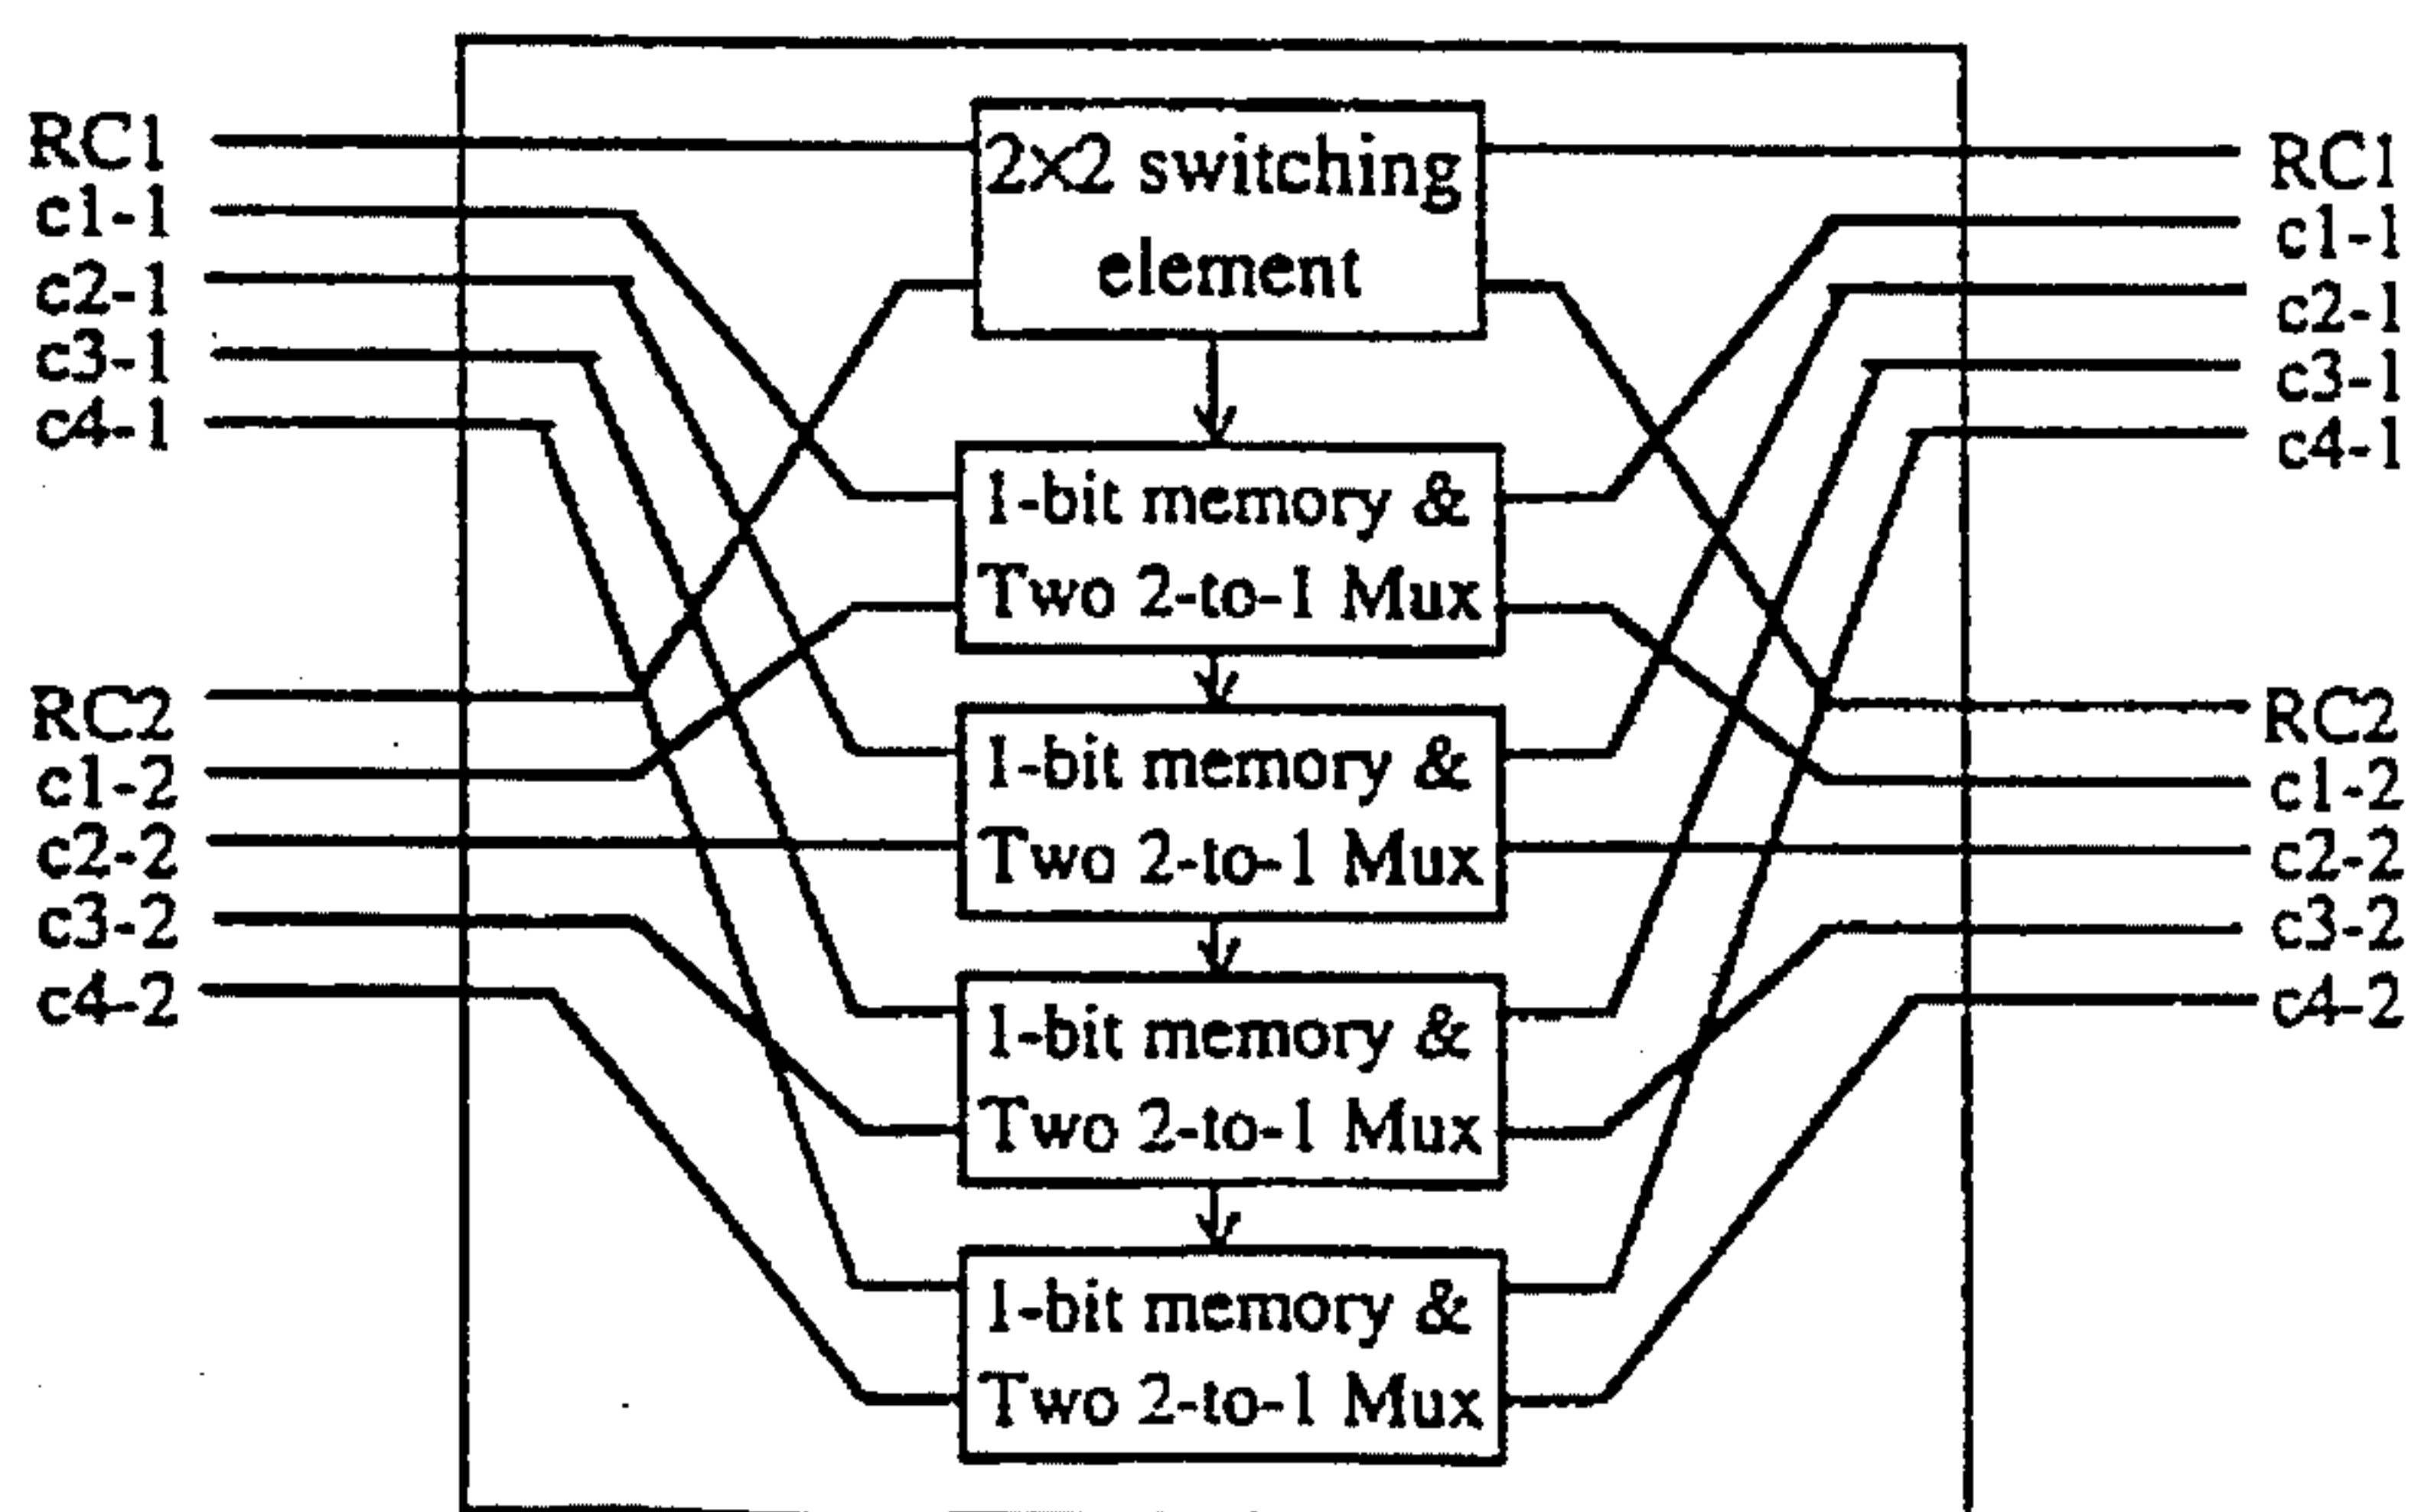 RC1
c1-1
c2-1
c3-1
c4-1
RC2
c1-2
c2-2
c3-2
c4-2
2×2 switching
element
1-bit memory &
Two 2-to-1 Mux
1-bit memory &
Two 2-to-1 Mux
1-bit memory &
Two 2-to-1 Mux
1-bit memory &
Two 2-to-1 Mux
RC1
c1-1
c2-1
c3-1
c4-1
RC2
c1-2
c2-2
c3-2
c4-2